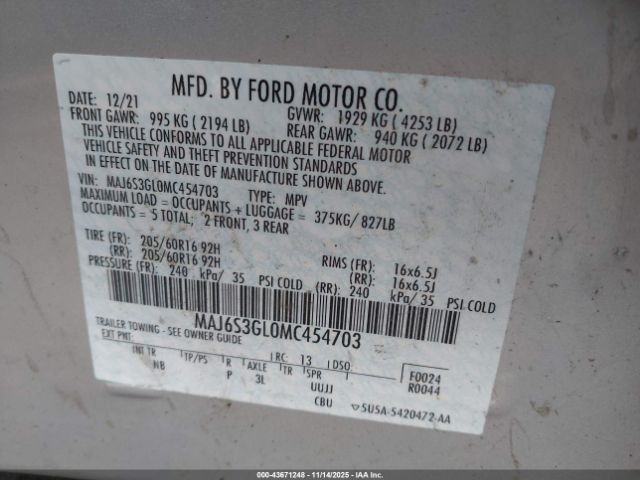 MFD. BY FORD MOTOR CO.
DATE: 12/21
GVWR: 1929 KG ( 4253 LB)
FRONT GAWR: 995 KG ( 2194 LB)
REAR GAWR: 940 KG ( 2072 LB)
THIS VEHICLE CONFORMS TO ALL APPLICABLE FEDERAL MOTOR
VEHICLE SAFETY AND THEFT PREVENTION STANDARDS
IN EFFECT ON THE DATE OF MANUFACTURE SHOWN ABOVE.
VIN: MAJ6S3GL0MC454703 TYPE: MPV
MAXIMUM LOAD = OCCUPANTS + LUGGAGE = 375KG/ 827LB
OCCUPANTS = 5 TOTAL; 2 FRONT, 3 REAR
TIRE (FR): 205/60R16 92H RIMS (FR): 16x6.5J
(RR): 205/60R16 92H (RR): 16x6.5J
PRESSURE (FR): 240 kPa/ 35 PSI COLD (RR): 240 kPa/ 35 PSI COLD
MAJ6S3GL0MC454703
TRAILER TOWING - SEE OWNER GUIDE
EXT PNT: RC: 13 DSO:
INT TR TP/PS R AXLE TR SPR F0024
NB P 3L UUJJ R0044
CBU 5U5A-5420472-AA
000-43671248 - 11/14/2025 - IAA Corp.